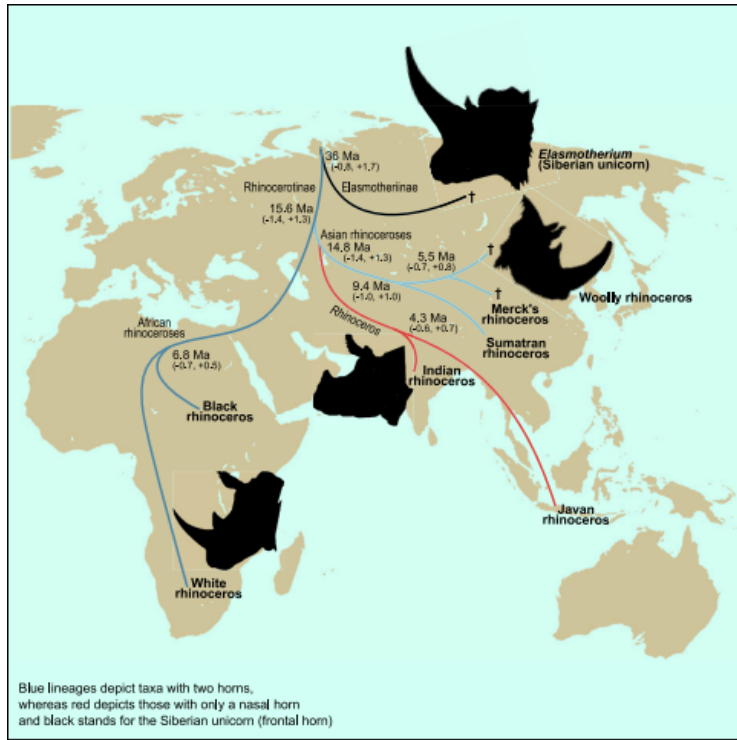 Elasmotherium
(Siberian unicorn)
36 Ma
(-0.8, +1.7)
Rhinocerotinae
Elasmotheriinae
†
15.6 Ma
(-1.4, +1.3)
Asian rhinoceroses
14.8 Ma
(-1.4, +1.3)
5.5 Ma
(-0.7, +0.8)
†
Woolly rhinoceros
9.4 Ma
(-1.0, +1.0)
†
Merck's
rhinoceros
Rhinoceros
4.3 Ma
(-0.6, +0.7)
Sumatran
rhinoceros
African
rhinoceroses
6.8 Ma
(-0.7, +0.5)
Indian
rhinoceros
Black
rhinoceros
Javan
rhinoceros
White
rhinoceros
Blue lineages depict taxa with two horns,
whereas red depicts those with only a nasal horn
and black stands for the Siberian unicorn (frontal horn)